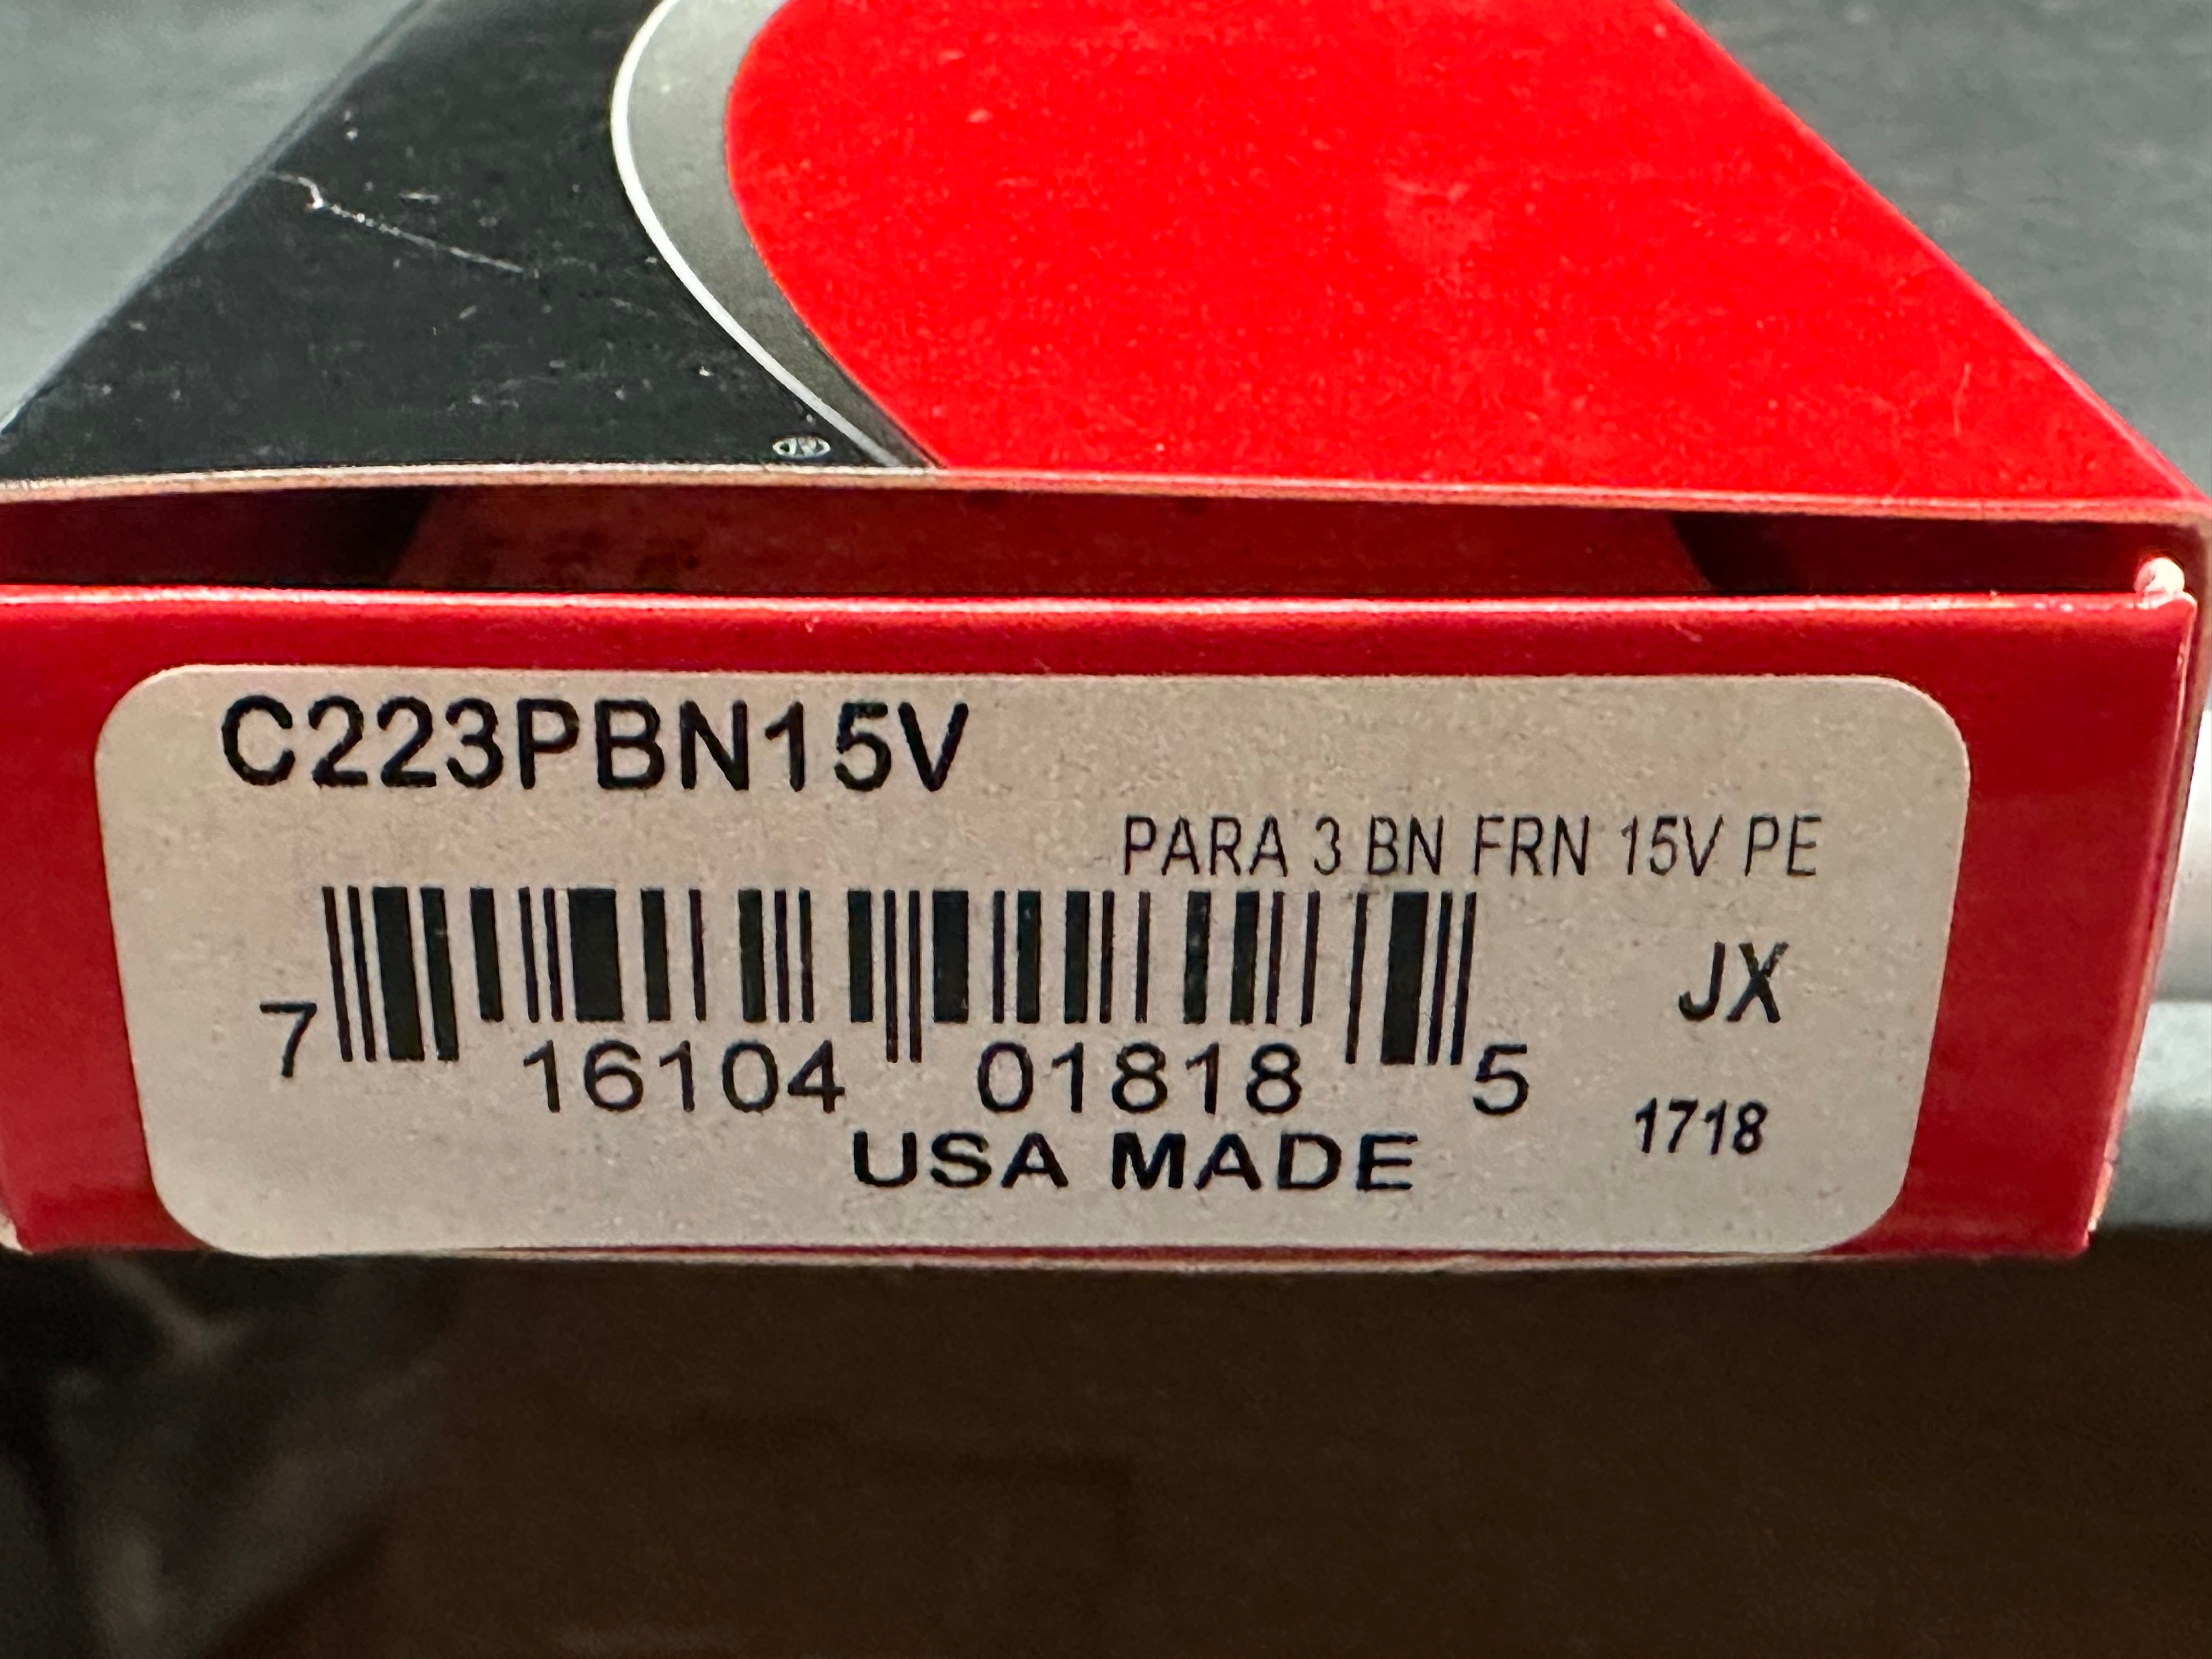 C223PBN15V
PARA 3 BN FRN 15V PE
7 16104 01818 5
JX
1718
USA MADE